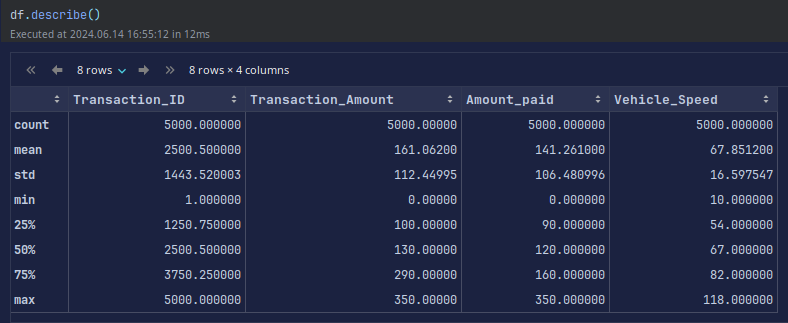 df.describe()
Executed at 2024.06.14 16:55:12 in 12ms
8 rows 8 rows × 4 columns
Transaction_ID Transaction_Amount Amount_paid Vehicle_Speed
count 5000.000000 5000.00000 5000.000000 5000.000000
mean 2500.500000 161.06200 141.261000 67.851200
std 1443.520003 112.44995 106.480996 16.597547
min 1.000000 0.00000 0.000000 10.000000
25% 1250.750000 100.00000 90.000000 54.000000
50% 2500.500000 130.00000 120.000000 67.000000
75% 3750.250000 290.00000 160.000000 82.000000
max 5000.000000 350.00000 350.000000 118.000000